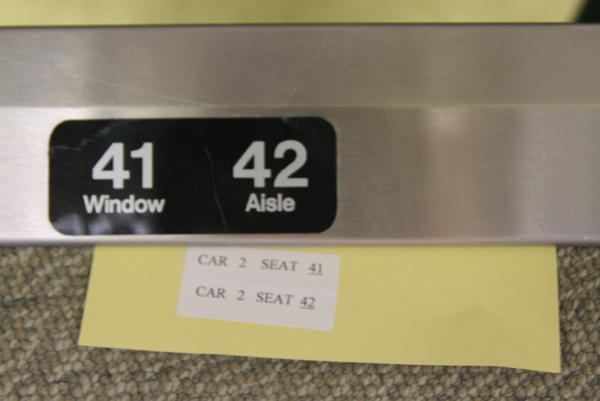 41 42
Window Aisle
CAR 2 SEAT 41
CAR 2 SEAT 42